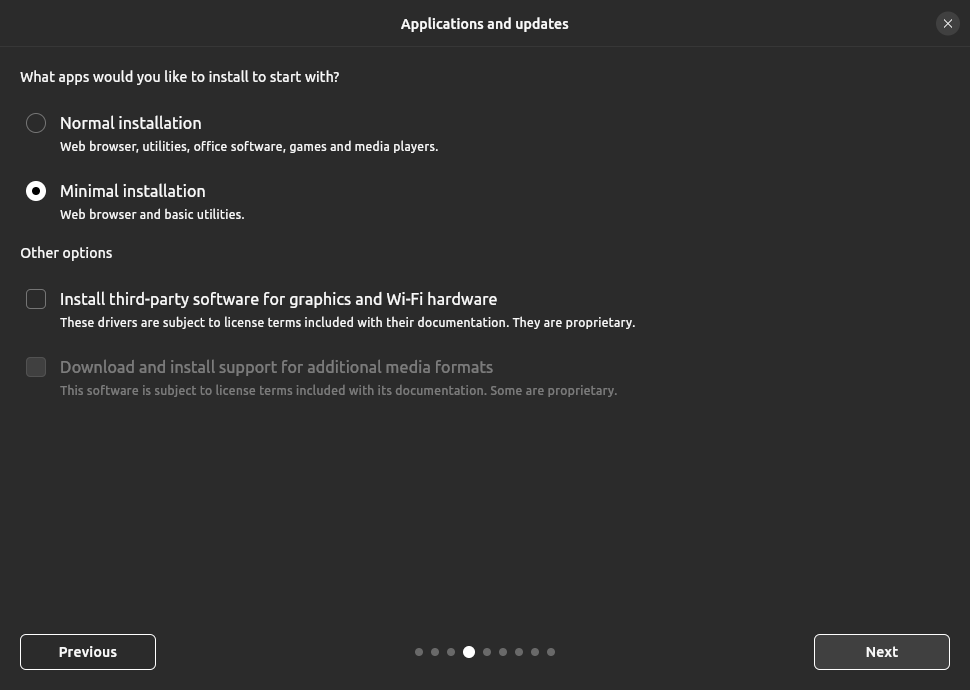 Applications and updates
What apps would you like to install to start with?
Normal installation
Web browser, utilities, office software, games and media players.
Minimal installation
Web browser and basic utilities.
Other options
Install third-party software for graphics and Wi-Fi hardware
These drivers are subject to license terms included with their documentation. They are proprietary.
Download and install support for additional media formats
This software is subject to license terms included with its documentation. Some are proprietary.
Previous
Next